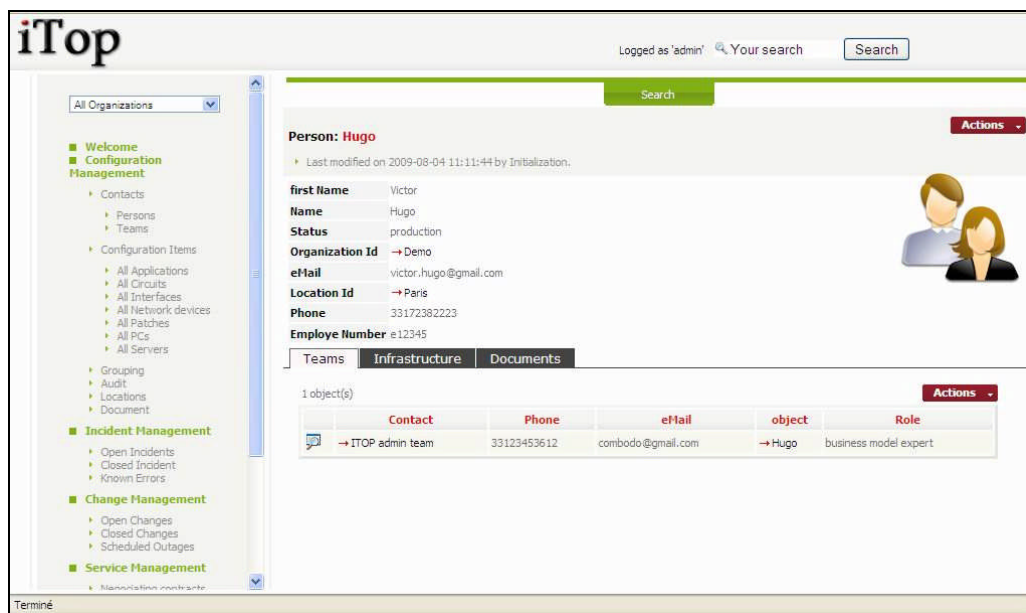 iTop
Logged as 'admin' Your search Search
All Organizations
Welcome
Configuration
Management
Contacts
Persons
Teams
Configuration Items
All Applications
All Circuits
All Interfaces
All Network devices
All Patches
All PCs
All Servers
Grouping
Audit
Locations
Document
Incident Management
Open Incidents
Closed Incident
Known Errors
Change Management
Open Changes
Closed Changes
Scheduled Outages
Service Management
Negociating contracts
Search
Actions
Person: Hugo
Last modified on 2009-08-04 11:11:44 by Initialization.
first Name Victor
Name Hugo
Status production
Organization Id →Demo
eMail victor.hugo@gmail.com
Location Id →Paris
Phone 33172382223
Employe Number e12345
Teams Infrastructure Documents
1 object(s) Actions
Contact Phone eMail object Role
→ITOP admin team 33123453612 combodo@gmail.com →Hugo business model expert
Terminé